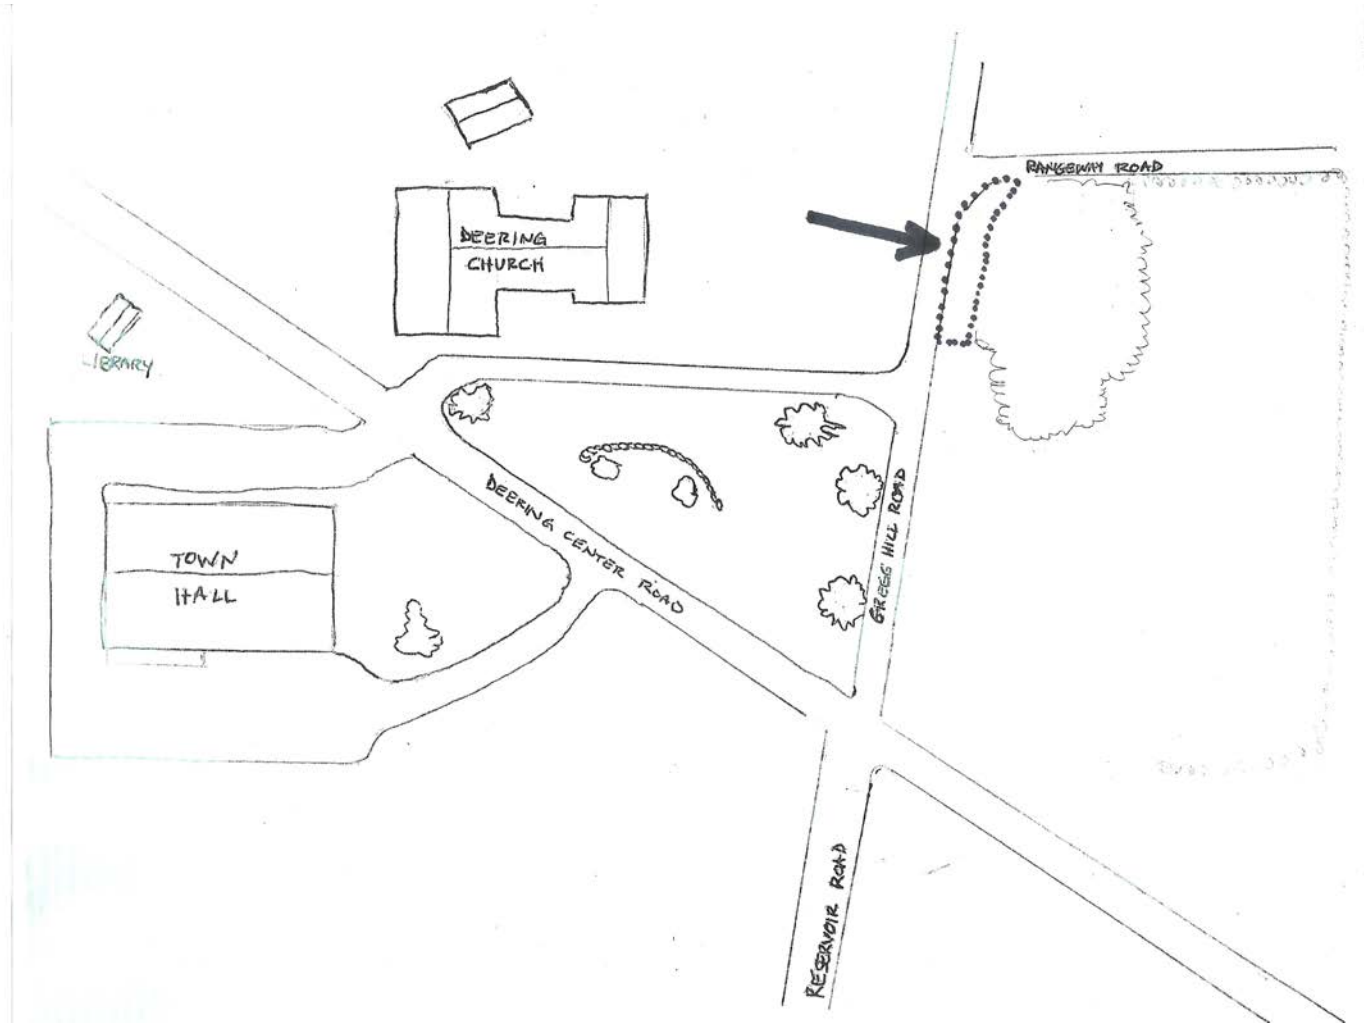 RANGEWAY ROAD
DEERING
CHURCH
LIBRARY
DEERING CENTER ROAD
GREGG HILL ROAD
TOWN
HALL
RESERVOIR ROAD